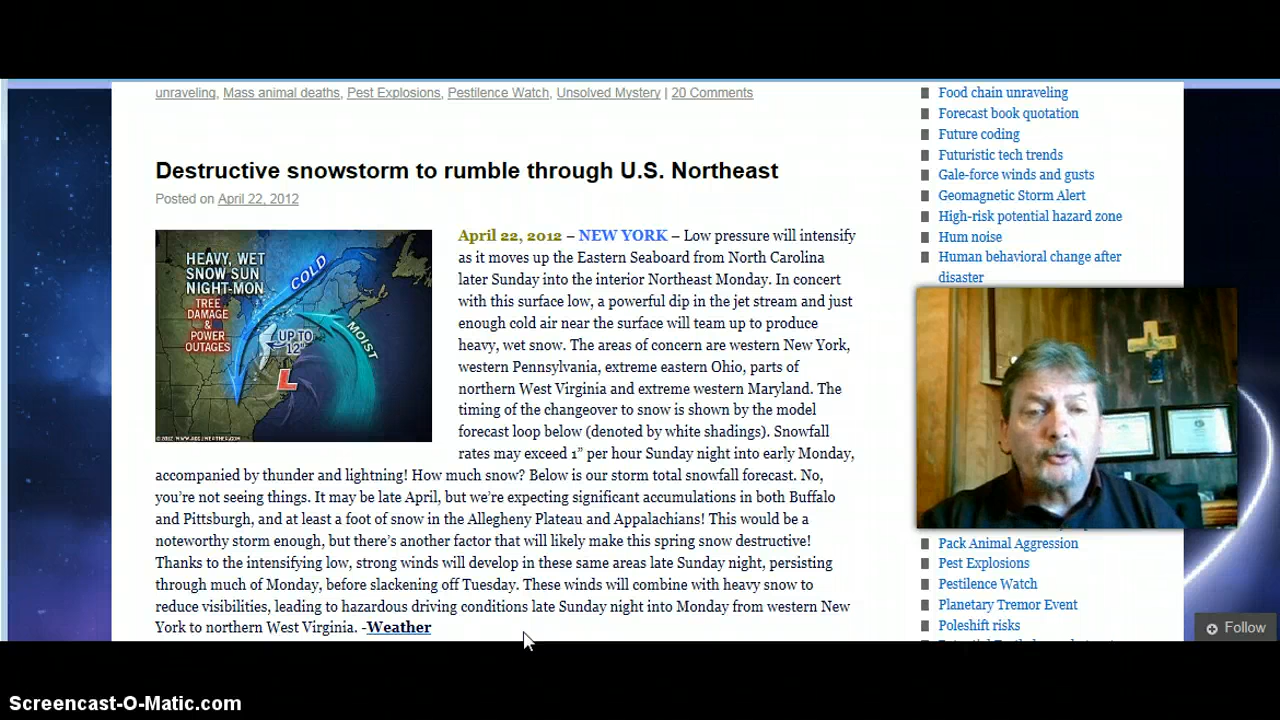 unraveling, Mass animal deaths, Pest Explosions, Pestilence Watch, Unsolved Mystery | 20 Comments
Destructive snowstorm to rumble through U.S. Northeast
Posted on April 22, 2012
HEAVY, WET
SNOW SUN
NIGHT-MON
TREE
DAMAGE
&
POWER
OUTAGES
COLD
UP TO
12"
MOIST
L
April 22, 2012 – NEW YORK – Low pressure will intensify
as it moves up the Eastern Seaboard from North Carolina
later Sunday into the interior Northeast Monday. In concert
with this surface low, a powerful dip in the jet stream and just
enough cold air near the surface will team up to produce
heavy, wet snow. The areas of concern are western New York,
western Pennsylvania, extreme eastern Ohio, parts of
northern West Virginia and extreme western Maryland. The
timing of the changeover to snow is shown by the model
forecast loop below (denoted by white shadings). Snowfall
rates may exceed 1” per hour Sunday night into early Monday,
accompanied by thunder and lightning! How much snow? Below is our storm total snowfall forecast. No,
you’re not seeing things. It may be late April, but we’re expecting significant accumulations in both Buffalo
and Pittsburgh, and at least a foot of snow in the Allegheny Plateau and Appalachians! This would be a
noteworthy storm enough, but there’s another factor that will likely make this spring snow destructive!
Thanks to the intensifying low, strong winds will develop in these same areas late Sunday night, persisting
through much of Monday, before slackening off Tuesday. These winds will combine with heavy snow to
reduce visibilities, leading to hazardous driving conditions late Sunday night into Monday from western New
York to northern West Virginia. -Weather
Food chain unraveling
Forecast book quotation
Future coding
Futuristic tech trends
Gale-force winds and gusts
Geomagnetic Storm Alert
High-risk potential hazard zone
Hum noise
Human behavioral change after
disaster
Pack Animal Aggression
Pest Explosions
Pestilence Watch
Planetary Tremor Event
Poleshift risks
Follow
Screencast-O-Matic.com